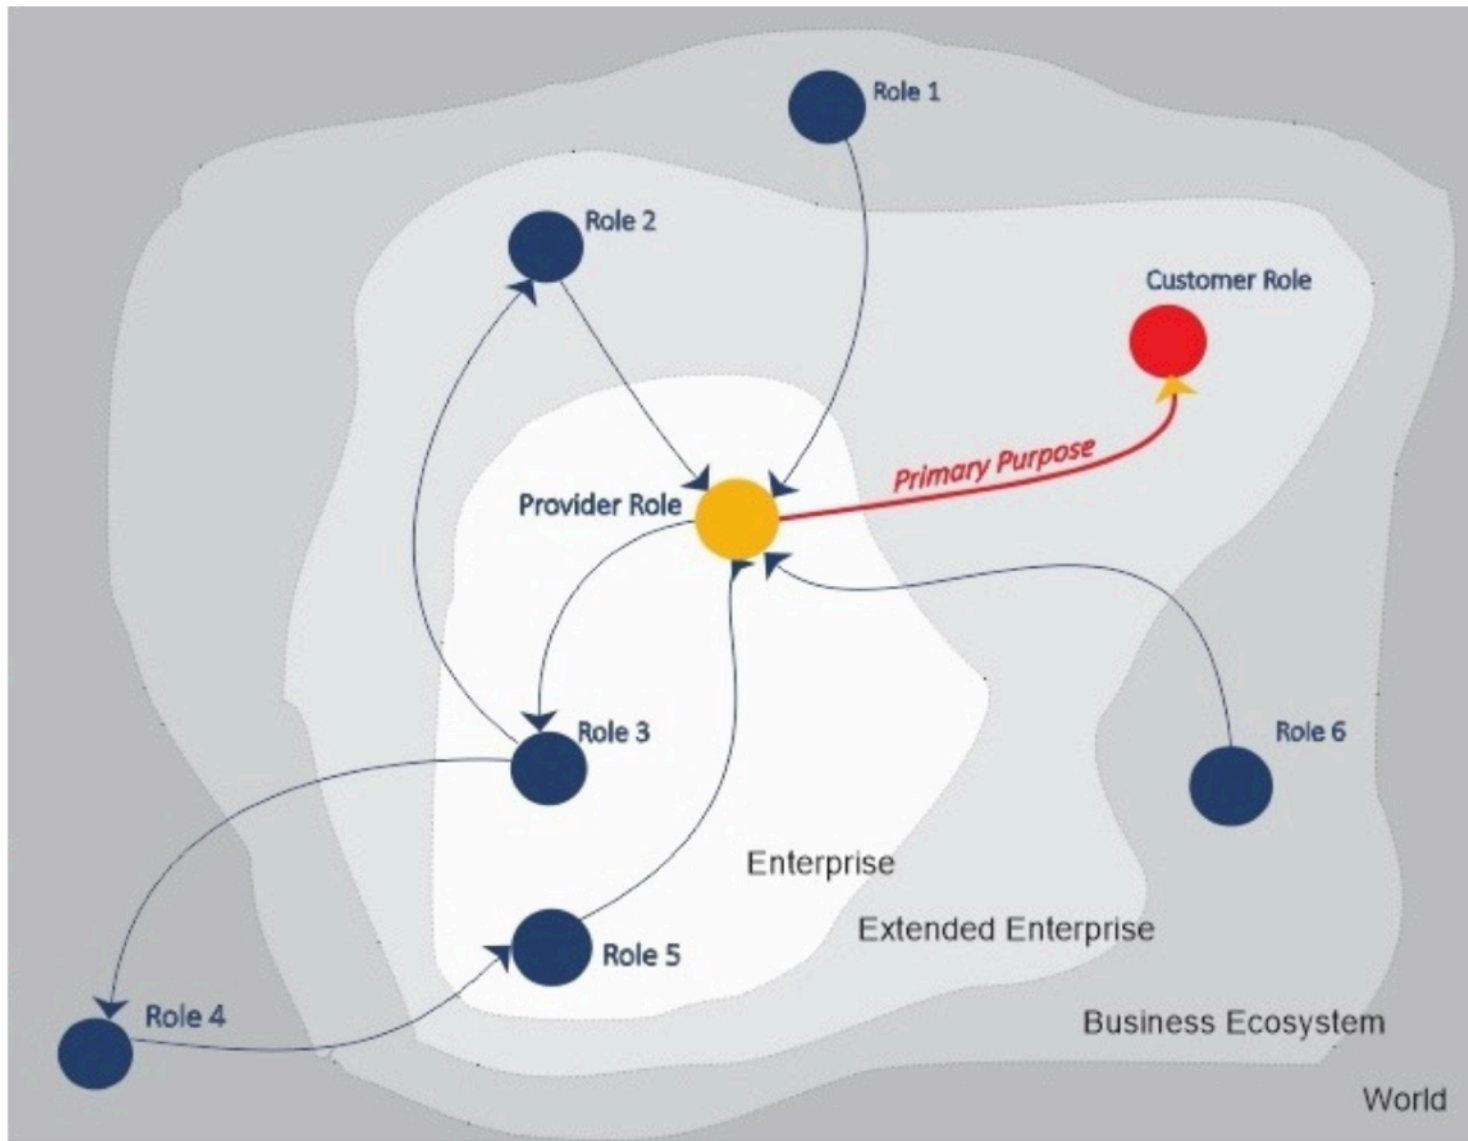 Role 1
Role 2
Customer Role
Primary Purpose
Provider Role
Role 3
Role 6
Enterprise
Extended Enterprise
Role 5
Role 4
Business Ecosystem
World